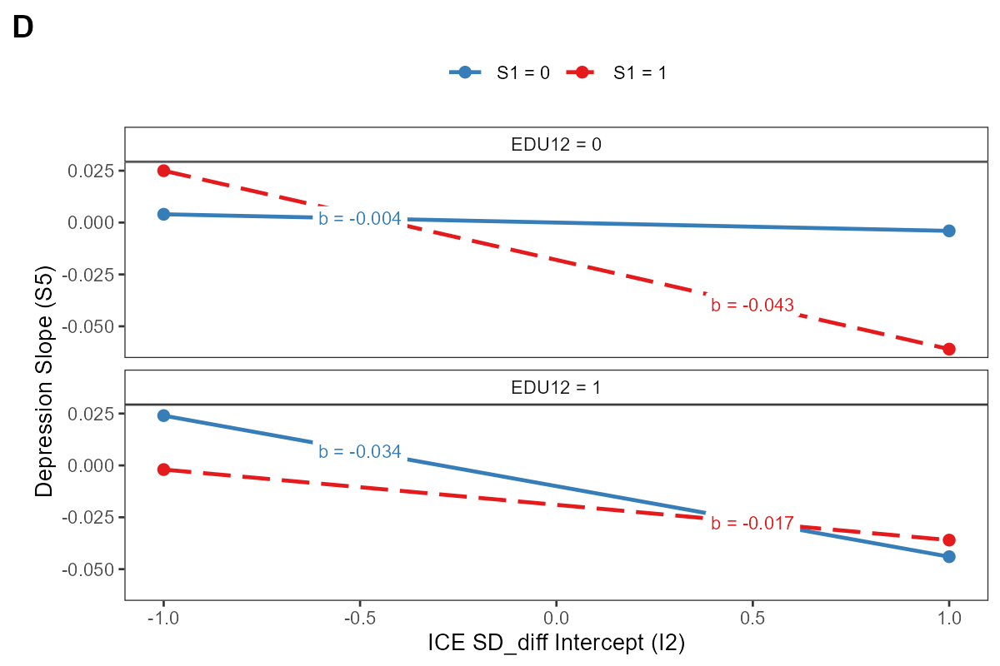 D
S1 = 0 S1 = 1
EDU12 = 0
0.025
0.000
-0.025
-0.050
b = -0.004
b = -0.043
EDU12 = 1
0.025
0.000
-0.025
-0.050
b = -0.034
b = -0.017
Depression Slope (S5)
-1.0 -0.5 0.0 0.5 1.0
ICE SD_diff Intercept (I2)